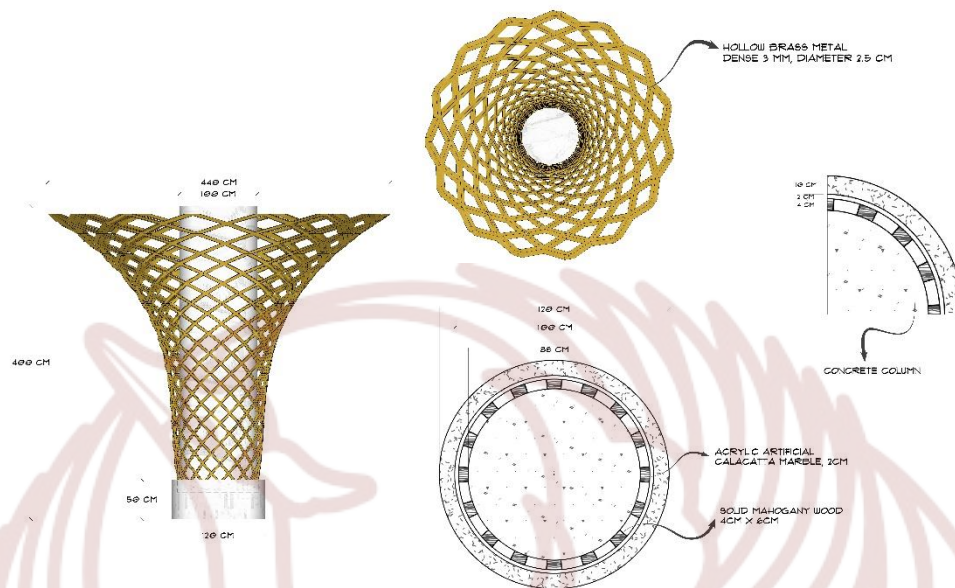 HOLLOW BRASS METAL
DENSE 3 MM, DIAMETER 2.5 CM
440 CM
100 CM
400 CM
50 CM
120 CM
10 CM
2 CM
4 CM
CONCRETE COLUMN
120 CM
100 CM
88 CM
ACRYLC ARTIFICIAL
CALACATTA MARBLE, 2CM
SOLID MAHOGANY WOOD
4CM X 6CM